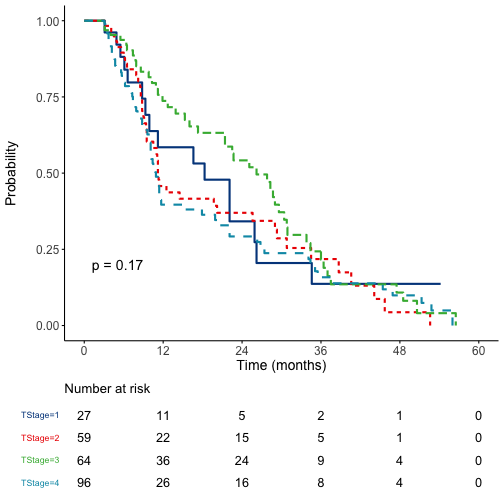 1.00
0.75
0.50
0.25
0.00
Probability
p = 0.17
0 12 24 36 48 60
Time (months)
Number at risk
TStage=1 27 11 5 2 1 0
TStage=2 59 22 15 5 1 0
TStage=3 64 36 24 9 4 0
TStage=4 96 26 16 8 4 0